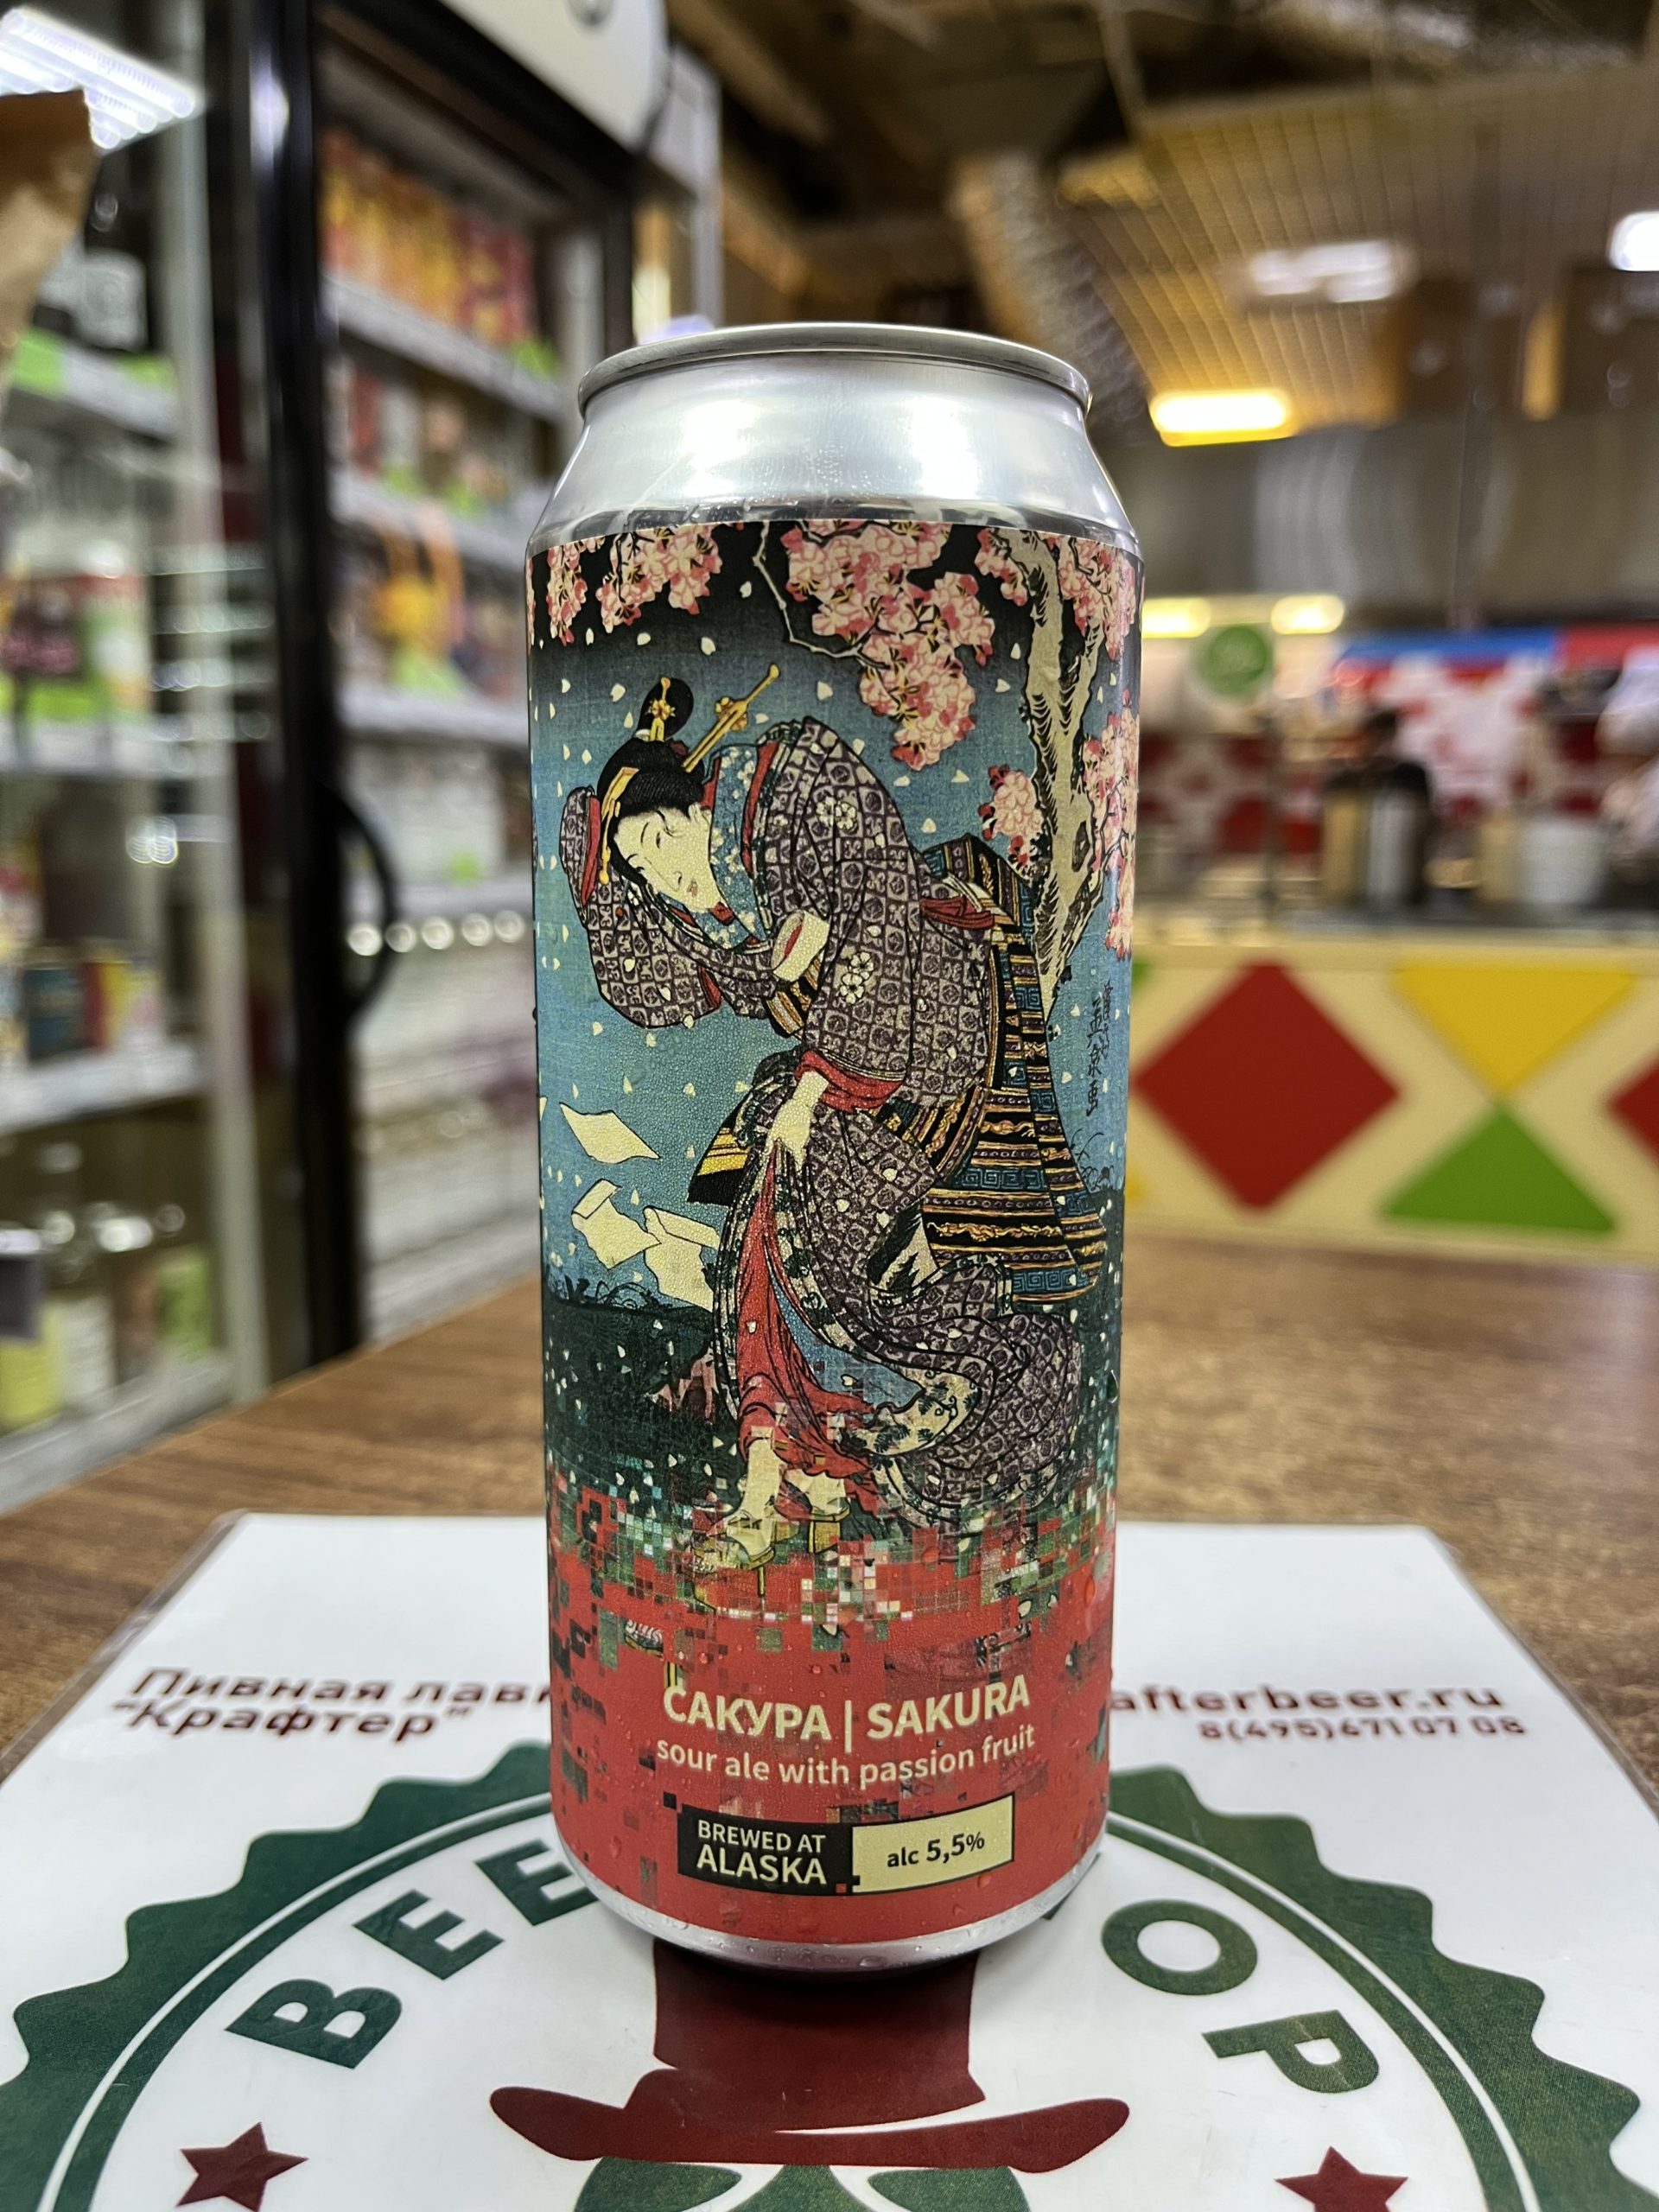 САКУРА | SAKURA
sour ale with passion fruit
BREWED AT
ALASKA
alc 5,5%
Пивная
"Крафтер"
afterbeer.ru
8(495)671 07 08
BEE
OP